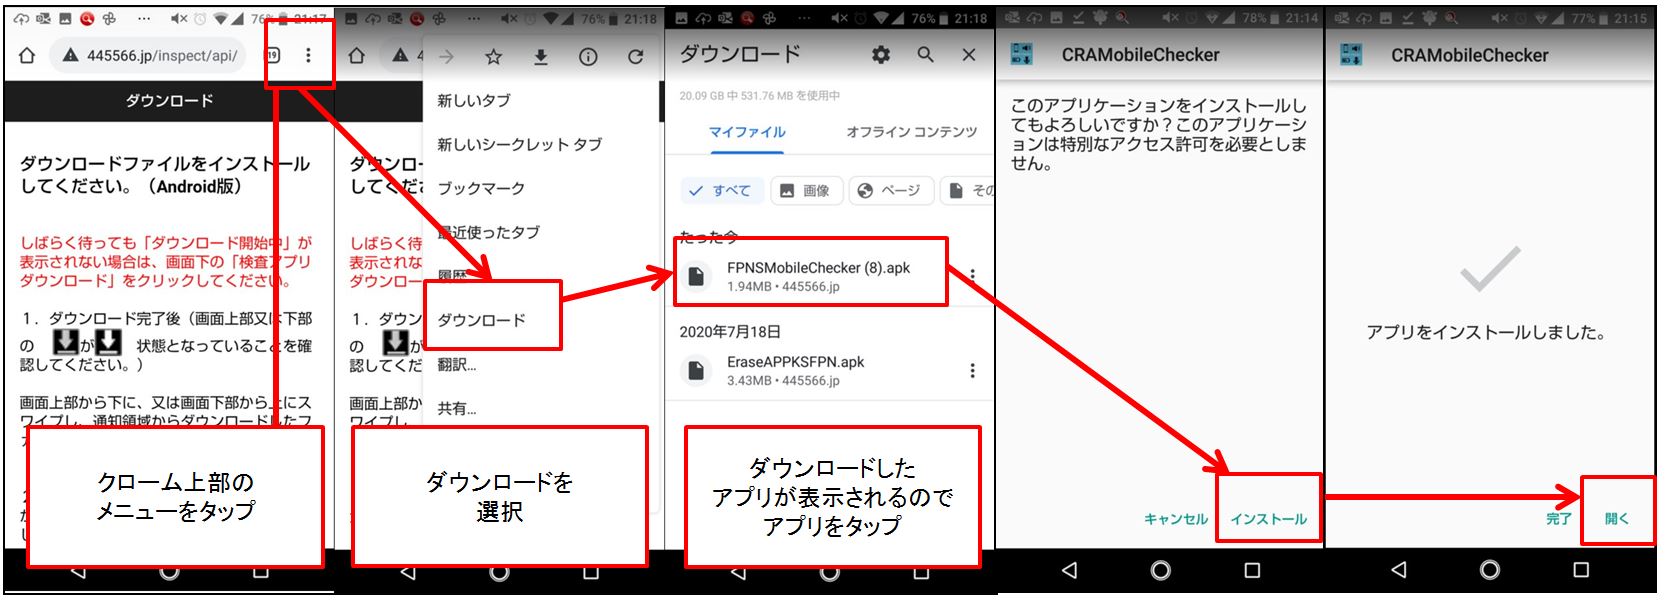 76% 21:17
445566.jp/inspect/api/
19
ダウンロード
ダウンロードファイルをインストール
してください。（Android版）
しばらく待っても「ダウンロード開始中」が
表示されない場合は、画面下の「検査アプリ
ダウンロード」をクリックしてください。
１．ダウンロード完了後（画面上部又は下部
の が 状態となっていることを確
認してください。）
画面上部から下に、又は画面下部から上にス
ワイプし、通知領域からダウンロードしたフ
クローム上部の
メニューをタップ
76% 21:18
4
ダウンロー
してくださ
しばらく待
表示されな
ダウンロー
１．ダウン
の が
認してくだ
画面上部か
ワイプし
新しいタブ
新しいシークレット タブ
ブックマーク
最近使ったタブ
履歴
ダウンロード
翻訳...
共有...
ダウンロードを
選択
76% 21:18
ダウンロード
20.09 GB 中 531.76 MB を使用中
マイファイル
オフライン コンテンツ
すべて
画像
ページ
その
たった今
FPNSMobileChecker (8).apk
1.94MB • 445566.jp
2020年7月18日
EraseAPPKSFPN.apk
3.43MB • 445566.jp
ダウンロードした
アプリが表示されるので
アプリをタップ
78% 21:14
CRAMobileChecker
このアプリケーションをインストールし
てもよろしいですか？このアプリケーシ
ョンは特別なアクセス許可を必要としま
せん。
キャンセル
インストール
77% 21:15
CRAMobileChecker
アプリをインストールしました。
完了
開く